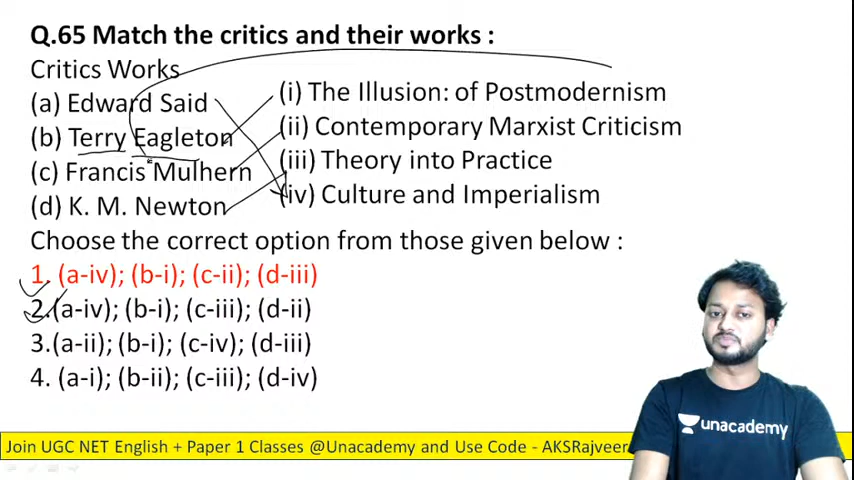 Q.65 Match the critics and their works :
Critics Works
(a) Edward Said
(b) Terry Eagleton
(c) Francis Mulhern
(d) K. M. Newton
(i) The Illusion: of Postmodernism
(ii) Contemporary Marxist Criticism
(iii) Theory into Practice
(iv) Culture and Imperialism
Choose the correct option from those given below :
1. (a-iv); (b-i); (c-ii); (d-iii)
2.(a-iv); (b-i); (c-iii); (d-ii)
3.(a-ii); (b-i); (c-iv); (d-iii)
4. (a-i); (b-ii); (c-iii); (d-iv)
unacademy
Join UGC NET English + Paper 1 Classes @Unacademy and Use Code - AKSRajveer